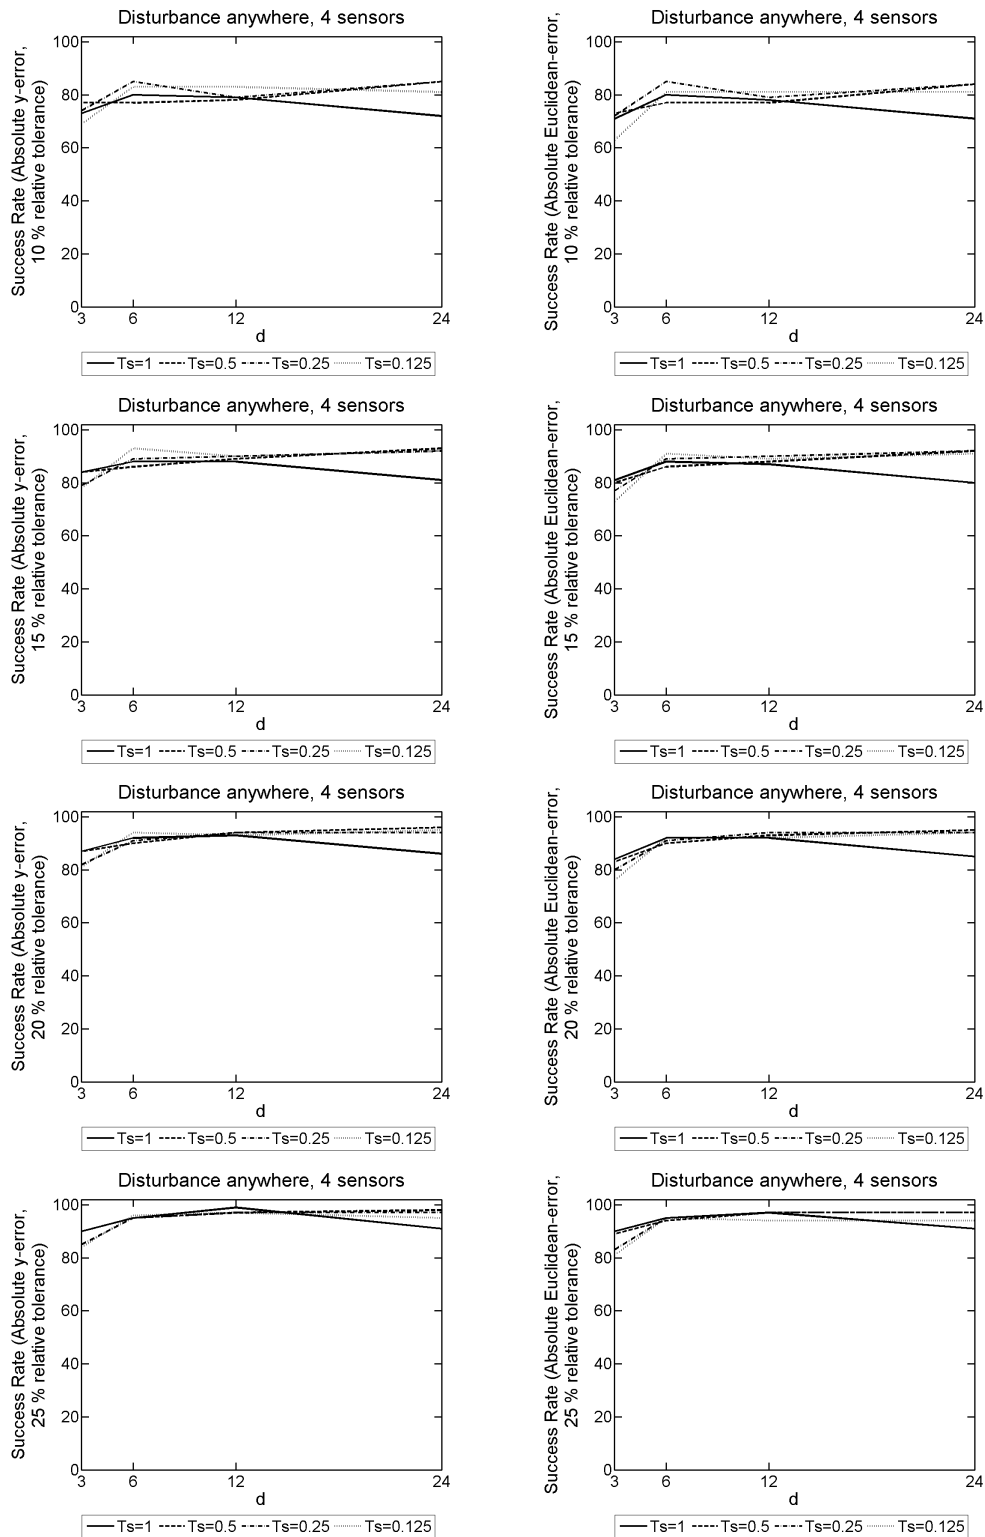 Disturbance anywhere, 4 sensors
Success Rate (Absolute y-error,
10 % relative tolerance)
100
80
60
40
20
0
3 6 12 24
d
Ts=1 Ts=0.5 Ts=0.25 Ts=0.125
Disturbance anywhere, 4 sensors
Success Rate (Absolute Euclidean-error,
10 % relative tolerance)
100
80
60
40
20
0
3 6 12 24
d
Ts=1 Ts=0.5 Ts=0.25 Ts=0.125
Disturbance anywhere, 4 sensors
Success Rate (Absolute y-error,
15 % relative tolerance)
100
80
60
40
20
0
3 6 12 24
d
Ts=1 Ts=0.5 Ts=0.25 Ts=0.125
Disturbance anywhere, 4 sensors
Success Rate (Absolute Euclidean-error,
15 % relative tolerance)
100
80
60
40
20
0
3 6 12 24
d
Ts=1 Ts=0.5 Ts=0.25 Ts=0.125
Disturbance anywhere, 4 sensors
Success Rate (Absolute y-error,
20 % relative tolerance)
100
80
60
40
20
0
3 6 12 24
d
Ts=1 Ts=0.5 Ts=0.25 Ts=0.125
Disturbance anywhere, 4 sensors
Success Rate (Absolute Euclidean-error,
20 % relative tolerance)
100
80
60
40
20
0
3 6 12 24
d
Ts=1 Ts=0.5 Ts=0.25 Ts=0.125
Disturbance anywhere, 4 sensors
Success Rate (Absolute y-error,
25 % relative tolerance)
100
80
60
40
20
0
3 6 12 24
d
Ts=1 Ts=0.5 Ts=0.25 Ts=0.125
Disturbance anywhere, 4 sensors
Success Rate (Absolute Euclidean-error,
25 % relative tolerance)
100
80
60
40
20
0
3 6 12 24
d
Ts=1 Ts=0.5 Ts=0.25 Ts=0.125